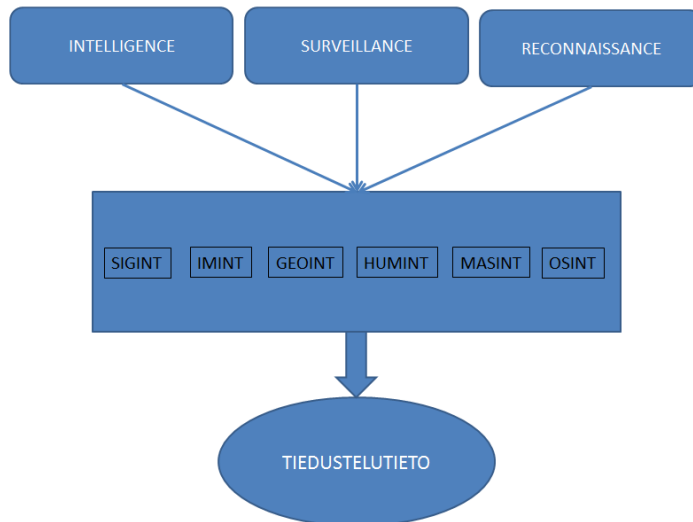 INTELLIGENCE
SURVEILLANCE
RECONNAISSANCE
SIGINT
IMINT
GEOINT
HUMINT
MASINT
OSINT
TIEDUSTELUTIETO